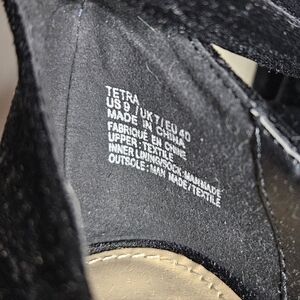 TETRA
US 9 / UK 7 / EU 40
MADE IN CHINA
FABRIQUÉ EN CHINE
UPPER: TEXTILE
INNER LINING/SOCK: MAN MADE
OUTSOLE: MAN MADE/TEXTILE